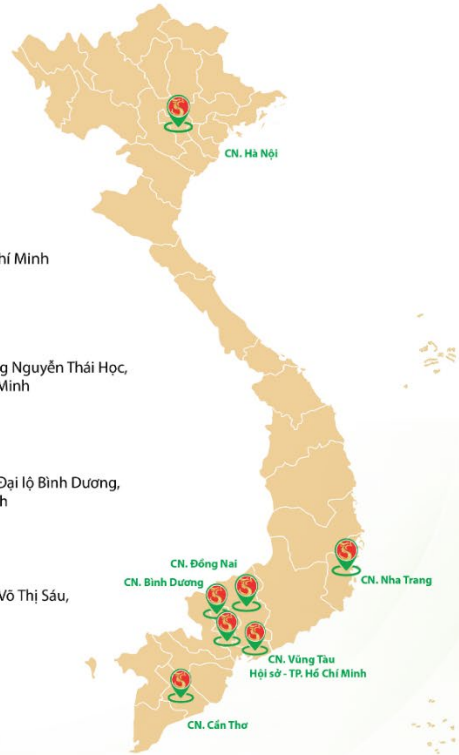 CN. Hà Nội
hí Minh
g Nguyễn Thái Học,
Minh
Đại lộ Bình Dương,
h
CN. Đồng Nai
CN. Bình Dương
CN. Nha Trang
Võ Thị Sáu,
CN. Vũng Tàu
Hội sở - TP. Hồ Chí Minh
CN. Cần Thơ